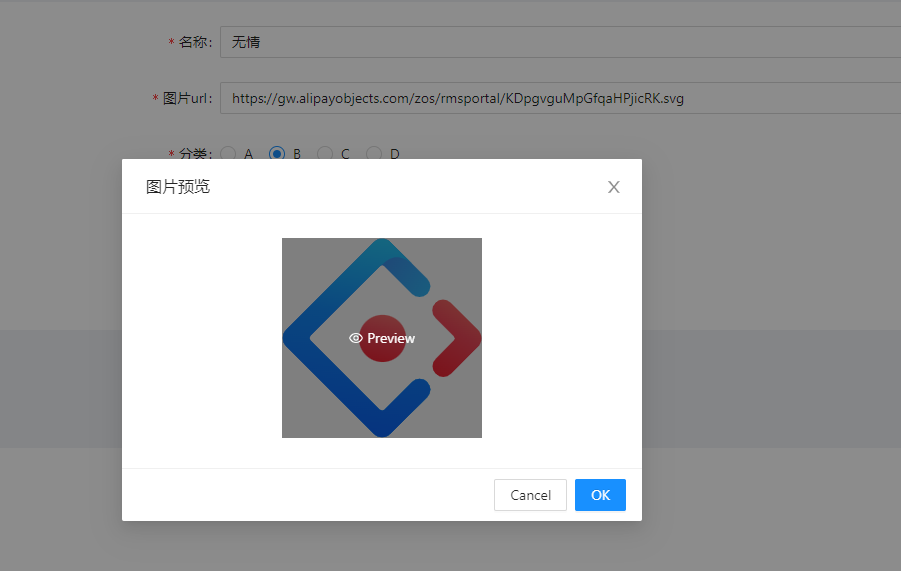 * 名称: 无情
* 图片url: https://gw.alipayobjects.com/zos/rmsportal/KDpgvguMpGfqaHPjicRK.svg
* 分类: A B C D
图片预览
Preview
Cancel OK